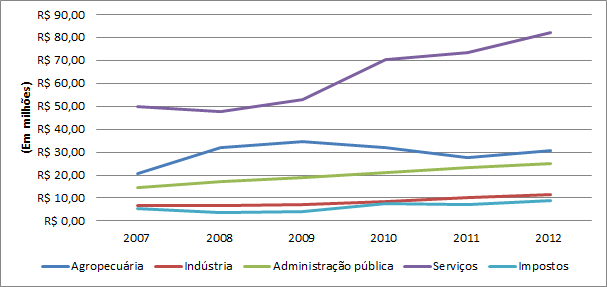 R$ 90,00
R$ 80,00
R$ 70,00
R$ 60,00
R$ 50,00
R$ 40,00
R$ 30,00
R$ 20,00
R$ 10,00
R$ 0,00
(Em milhões)
2007 2008 2009 2010 2011 2012
Agropecuária Indústria Administração pública Serviços Impostos